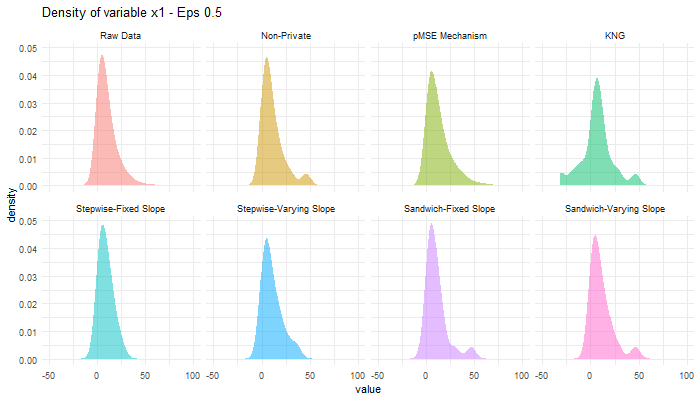 Density of variable x1 - Eps 0.5
Raw Data Non-Private pMSE Mechanism KNG
0.05
0.04
0.03
0.02
0.01
0.00
density
Stepwise-Fixed Slope Stepwise-Varying Slope Sandwich-Fixed Slope Sandwich-Varying Slope
0.05
0.04
0.03
0.02
0.01
0.00
-50 0 50 100 -50 0 50 100 -50 0 50 100 -50 0 50 100
value